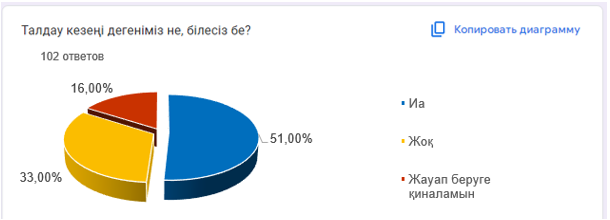 Талдау кезеңі дегеніміз не, білесіз бе?
Копировать диаграмму
102 ответов
16,00%
51,00%
33,00%
Иа
Жоқ
Жауап беруге
қиналамын